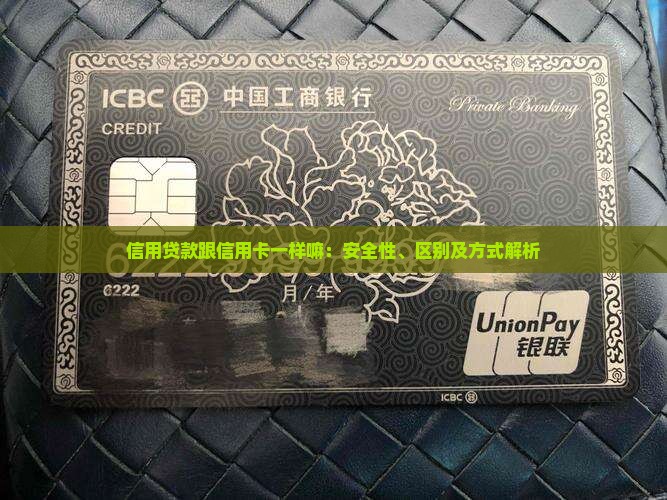 ICBC 中国工商银行
Private Banking
CREDIT
信用贷款跟信用卡一样嘛：安全性、区别及方式解析
6222
月/年
UnionPay
银联
ICBC